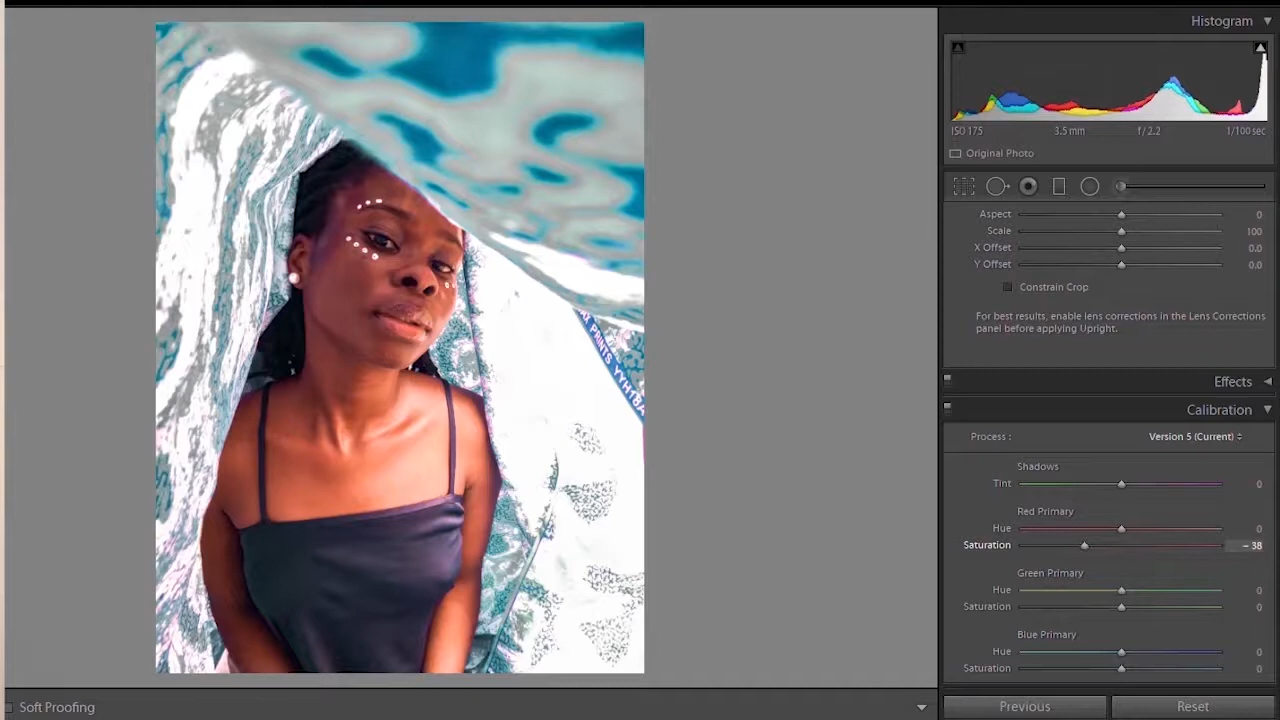 Histogram
ISO 175 3.5 mm f / 2.2 1/100 sec
Original Photo
Aspect 0
Scale 100
X Offset 0.0
Y Offset 0.0
Constrain Crop
For best results, enable lens corrections in the Lens Corrections
panel before applying Upright.
Effects
Calibration
Process : Version 5 (Current)
Shadows
Tint 0
Red Primary
Hue 0
Saturation – 38
Green Primary
Hue 0
Saturation 0
Blue Primary
Hue 0
Saturation 0
Previous Reset
Soft Proofing
PRINTS